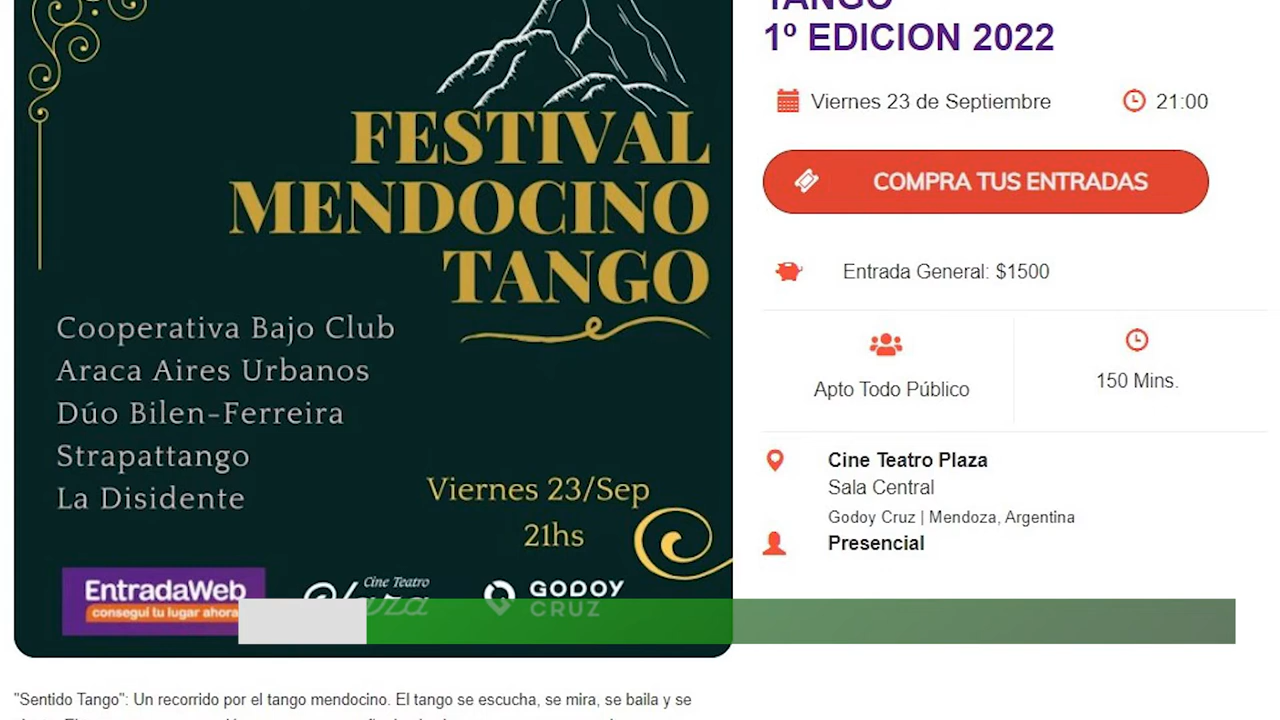 FESTIVAL
MENDOCINO
TANGO
Cooperativa Bajo Club
Araca Aires Urbanos
Dúo Bilen-Ferreira
Strapattango
La Disidente
Viernes 23/Sep
21hs
EntradaWeb
conseguí tu lugar ahora
Cine Teatro
Plaza
GODOY
CRUZ
"Sentido Tango": Un recorrido por el tango mendocino. El tango se escucha, se mira, se baila y se
TANGO
1º EDICION 2022
Viernes 23 de Septiembre
21:00
COMPRA TUS ENTRADAS
Entrada General: $1500
Apto Todo Público
150 Mins.
Cine Teatro Plaza
Sala Central
Godoy Cruz | Mendoza, Argentina
Presencial